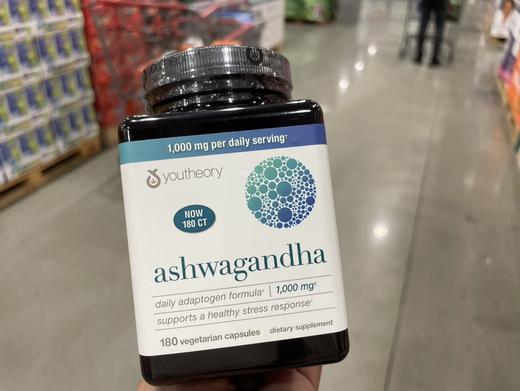 1,000 mg per daily serving†
youtheory
NOW
180 CT
ashwagandha
daily adaptogen formula* | 1,000 mg†
supports a healthy stress response*
180 vegetarian capsules dietary supplement